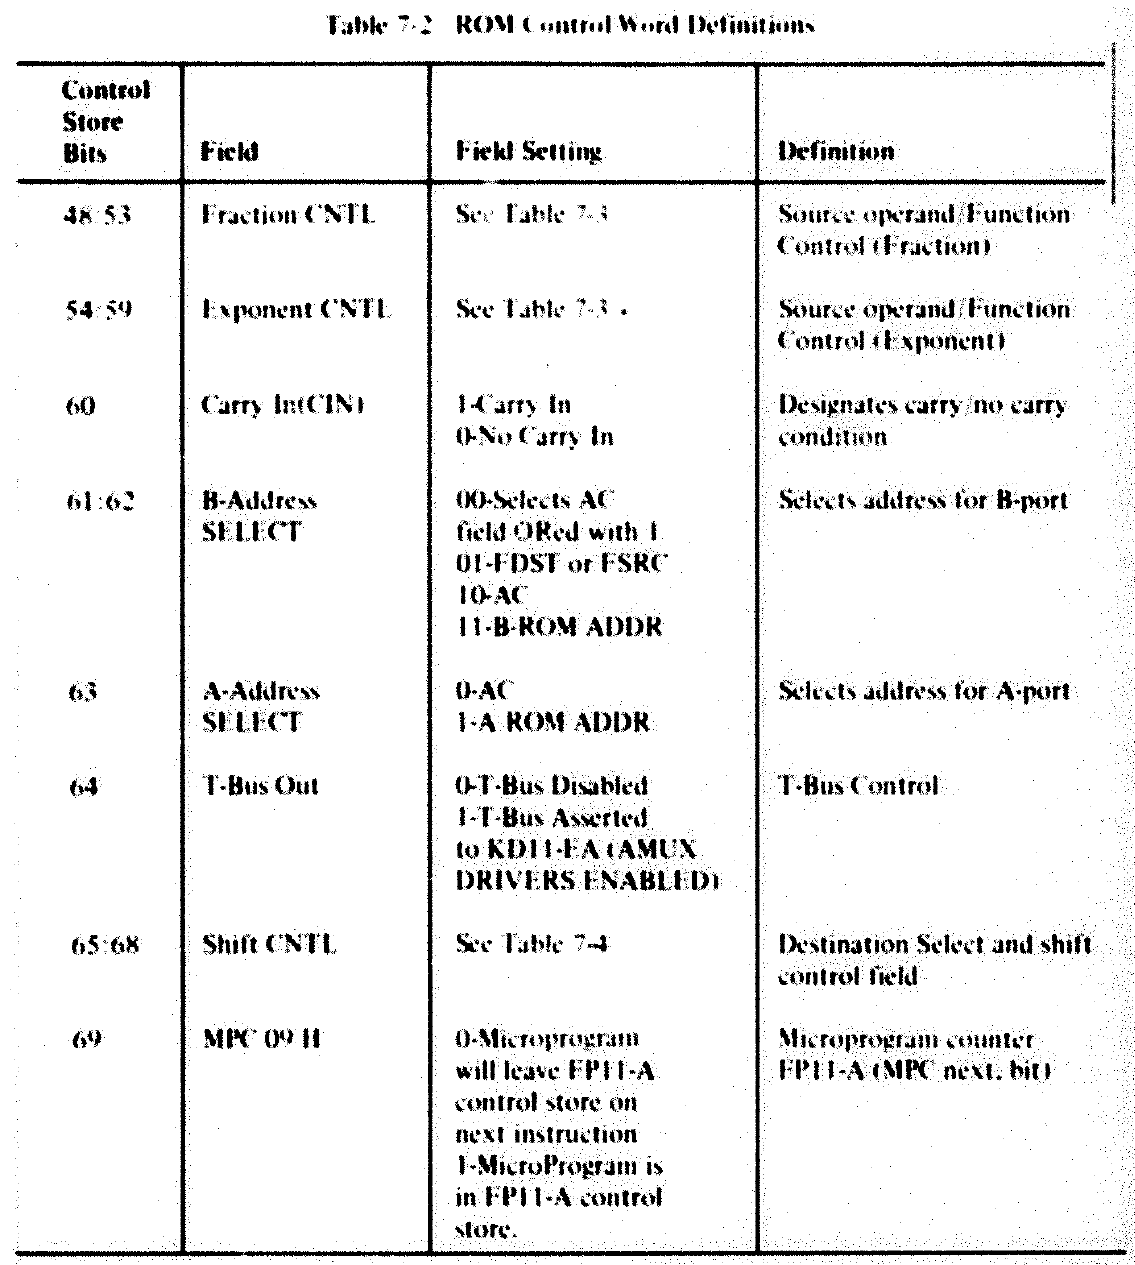 Table 7-2 ROM Control Word Definitions
Control
Store
Bits
Field
Field Setting
Definition
48:53
Fraction CNTL
See Table 7-3
Source operand/Function
Control (Fraction)
54:59
Exponent CNTL
See Table 7-3
Source operand/Function
Control (Exponent)
60
Carry In(CIN)
1-Carry In
0-No Carry In
Designates carry/no carry
condition
61:62
B-Address
SELECT
00-Selects AC
field ORed with 1
01-FDST or FSRC
10-AC
11-B-ROM ADDR
Selects address for B-port
63
A-Address
SELECT
0-AC
1-A ROM ADDR
Selects address for A-port
64
T-Bus Out
0-T-Bus Disabled
1-T-Bus Asserted
to KD11-EA (AMUX
DRIVERS ENABLED)
T-Bus Control
65:68
Shift CNTL
See Table 7-4
Destination Select and shift
control field
69
MPC 09 H
0-Microprogram
will leave FP11-A
control store on
next instruction
1-MicroProgram is
in FP11-A control
store.
Microprogram counter
FP11-A (MPC next, bit)